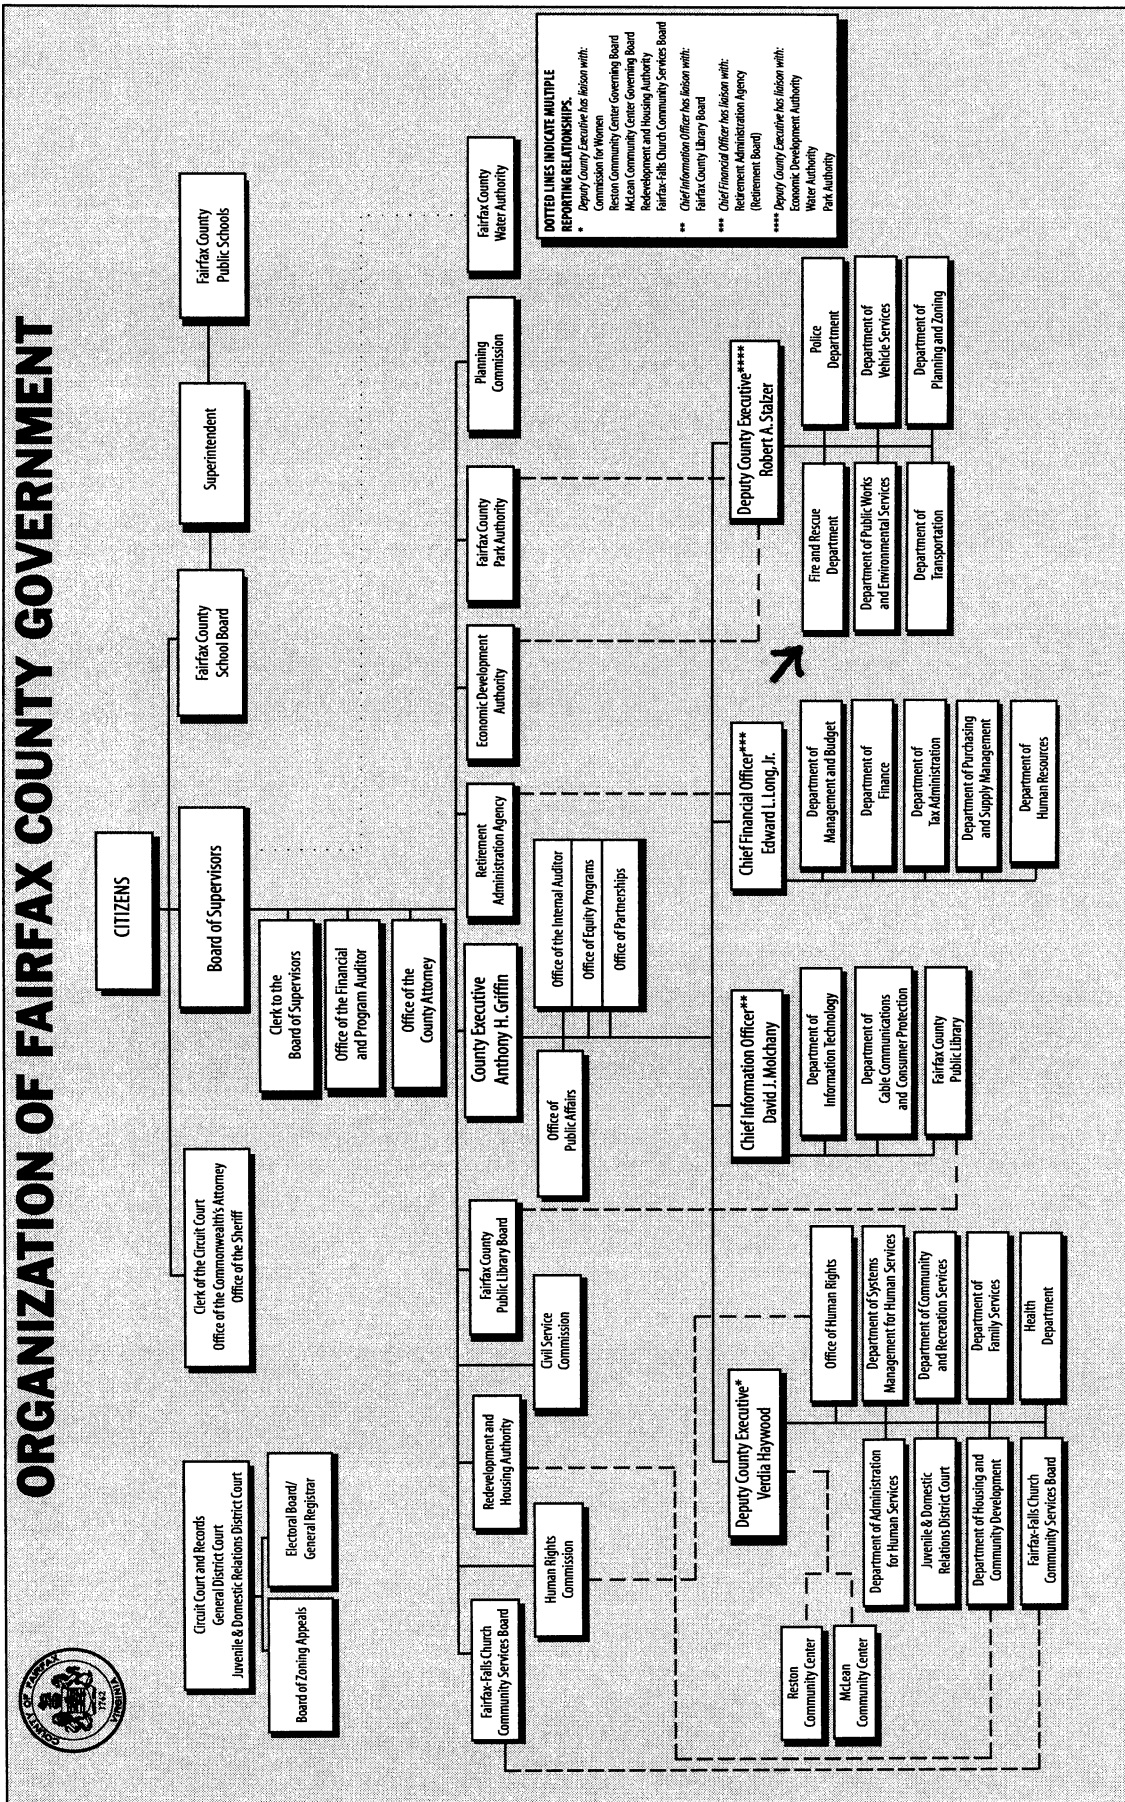 ORGANIZATION OF FAIRFAX COUNTY GOVERNMENT
COUNTY OF FAIRFAX
VIRGINIA
1742
CITIZENS
Circuit Court and Records
General District Court
Juvenile & Domestic Relations District Court
Board of Zoning Appeals
Electoral Board/
General Registrar
Clerk of the Circuit Court
Office of the Commonwealth's Attorney
Office of the Sheriff
Board of Supervisors
Fairfax County
School Board
Superintendent
Fairfax County
Public Schools
Clerk to the
Board of Supervisors
Office of the Financial
and Program Auditor
Office of the
County Attorney
Fairfax-Falls Church
Community Services Board
Human Rights
Commission
Redevelopment and
Housing Authority
Civil Service
Commission
Fairfax County
Public Library Board
County Executive
Anthony H. Griffin
Retirement
Administration Agency
Economic Development
Authority
Fairfax County
Park Authority
Planning
Commission
Fairfax County
Water Authority
Office of
Public Affairs
Office of the Internal Auditor
Office of Equity Programs
Office of Partnerships
DOTTED LINES INDICATE MULTIPLE
REPORTING RELATIONSHIPS.
* Deputy County Executive has liaison with:
Commission for Women
Reston Community Center Governing Board
McLean Community Center Governing Board
Redevelopment and Housing Authority
Fairfax-Falls Church Community Services Board
** Chief Information Officer has liaison with:
Fairfax County Library Board
*** Chief Financial Officer has liaison with:
Retirement Administration Agency
(Retirement Board)
**** Deputy County Executive has liaison with:
Economic Development Authority
Water Authority
Park Authority
Deputy County Executive*
Verdia Haywood
Reston
Community Center
McLean
Community Center
Department of Administration
for Human Services
Juvenile & Domestic
Relations District Court
Department of Housing and
Community Development
Fairfax-Falls Church
Community Services Board
Office of Human Rights
Department of Systems
Management for Human Services
Department of Community
and Recreation Services
Department of
Family Services
Health
Department
Chief Information Officer**
David J. Molchany
Department of
Information Technology
Department of
Cable Communications
and Consumer Protection
Fairfax County
Public Library
Chief Financial Officer***
Edward L. Long, Jr.
Department of
Management and Budget
Department of
Finance
Department of
Tax Administration
Department of Purchasing
and Supply Management
Department of
Human Resources
Deputy County Executive****
Robert A. Stalzer
Fire and Rescue
Department
Department of Public Works
and Environmental Services
Department of
Transportation
Police
Department
Department of
Vehicle Services
Department of
Planning and Zoning